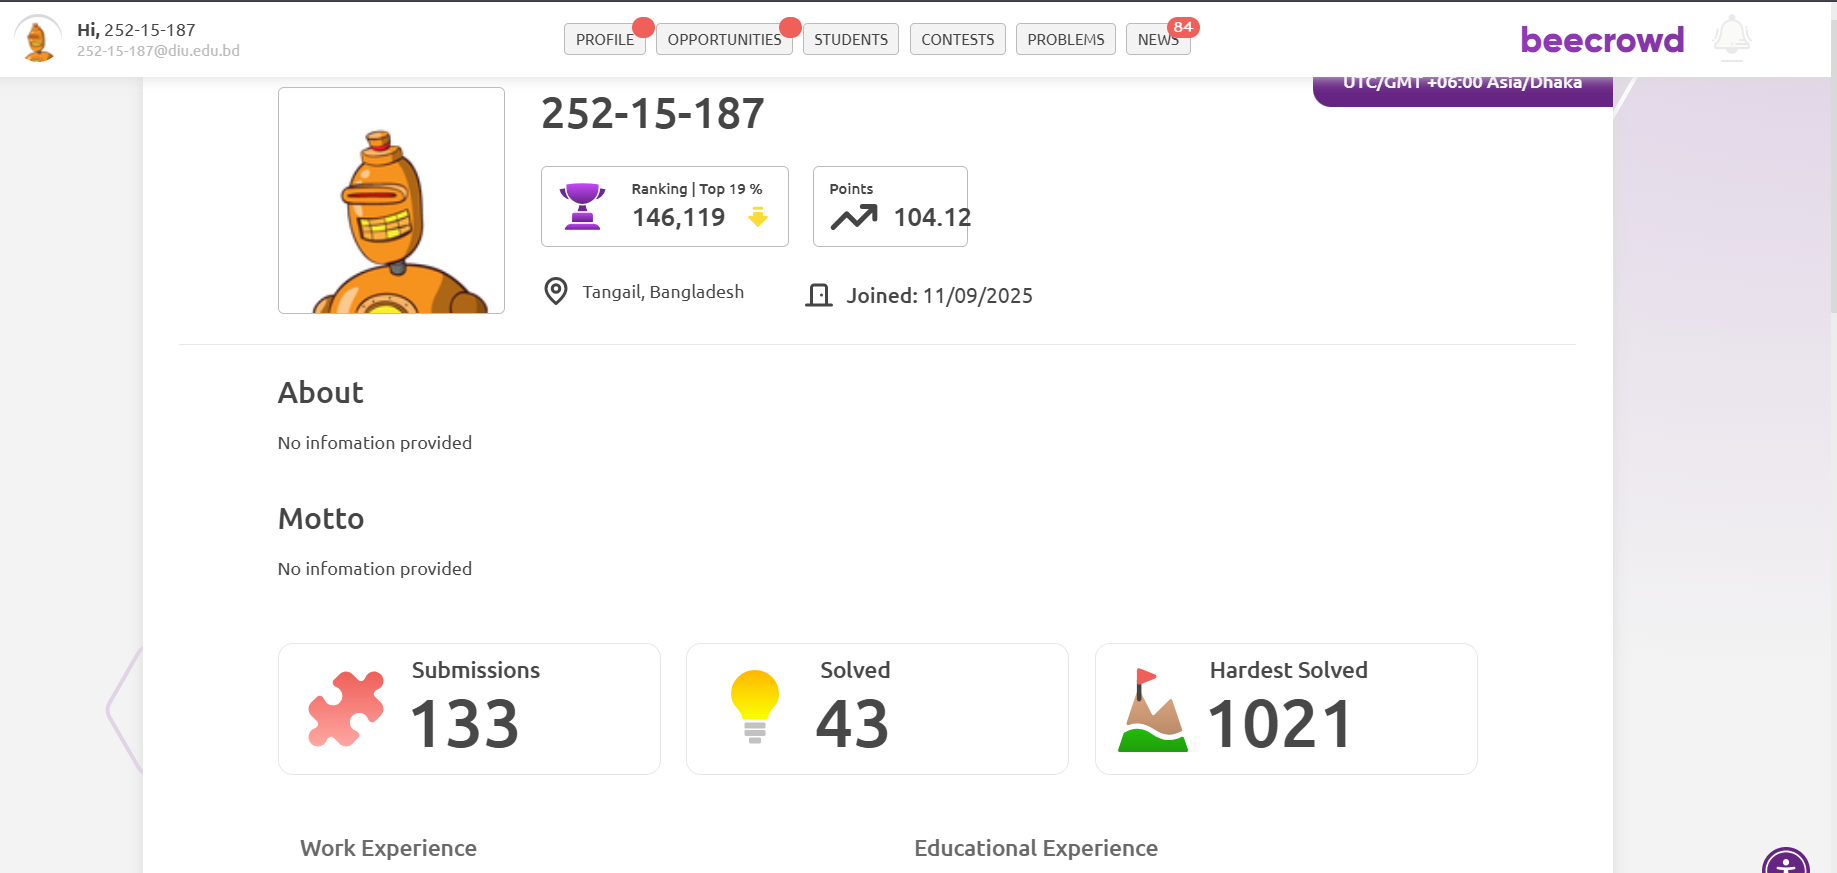 Hi, 252-15-187
252-15-187@diu.edu.bd
PROFILE
OPPORTUNITIES
STUDENTS
CONTESTS
PROBLEMS
NEWS
84
beecrowd
UTC/GMT +06:00 Asia/Dhaka
252-15-187
Ranking | Top 19 %
146,119
Points
104.12
Tangail, Bangladesh
Joined: 11/09/2025
About
No infomation provided
Motto
No infomation provided
Submissions
133
Solved
43
Hardest Solved
1021
Work Experience
Educational Experience